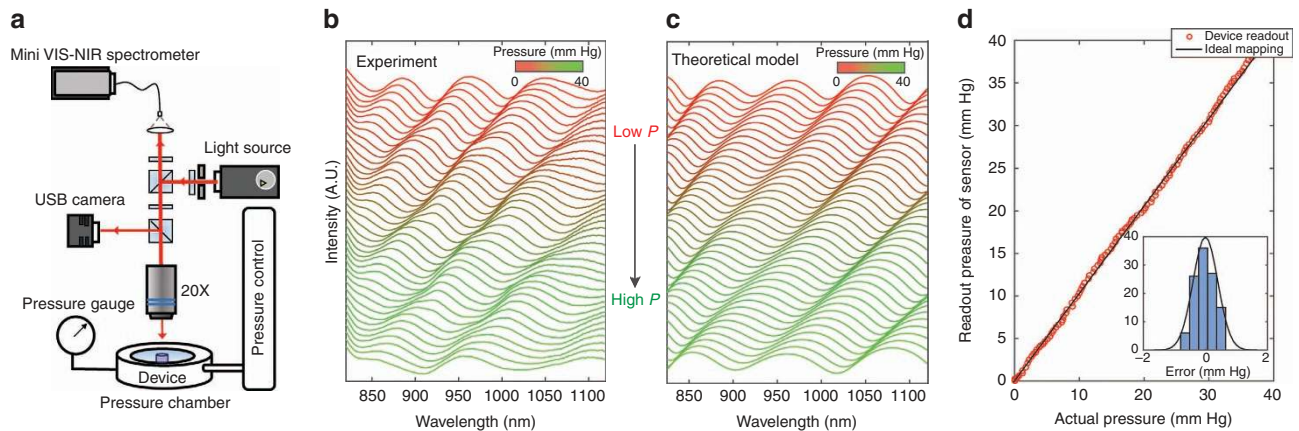 a
Mini VIS-NIR spectrometer
Light source
USB camera
20X
Pressure gauge
Pressure control
Device
Pressure chamber
b
Experiment
Pressure (mm Hg)
0
40
Intensity (A.U.)
850 900 950 1000 1050 1100
Wavelength (nm)
Low P
High P
c
Theoretical model
Pressure (mm Hg)
0
40
850 900 950 1000 1050 1100
Wavelength (nm)
d
Device readout
Ideal mapping
Readout preasure of sensor (mm Hg)
40
35
30
25
20
15
10
5
0
0 10 20 30 40
Actual pressure (mm Hg)
40
30
20
10
0
−2 0 2
Error (mm Hg)